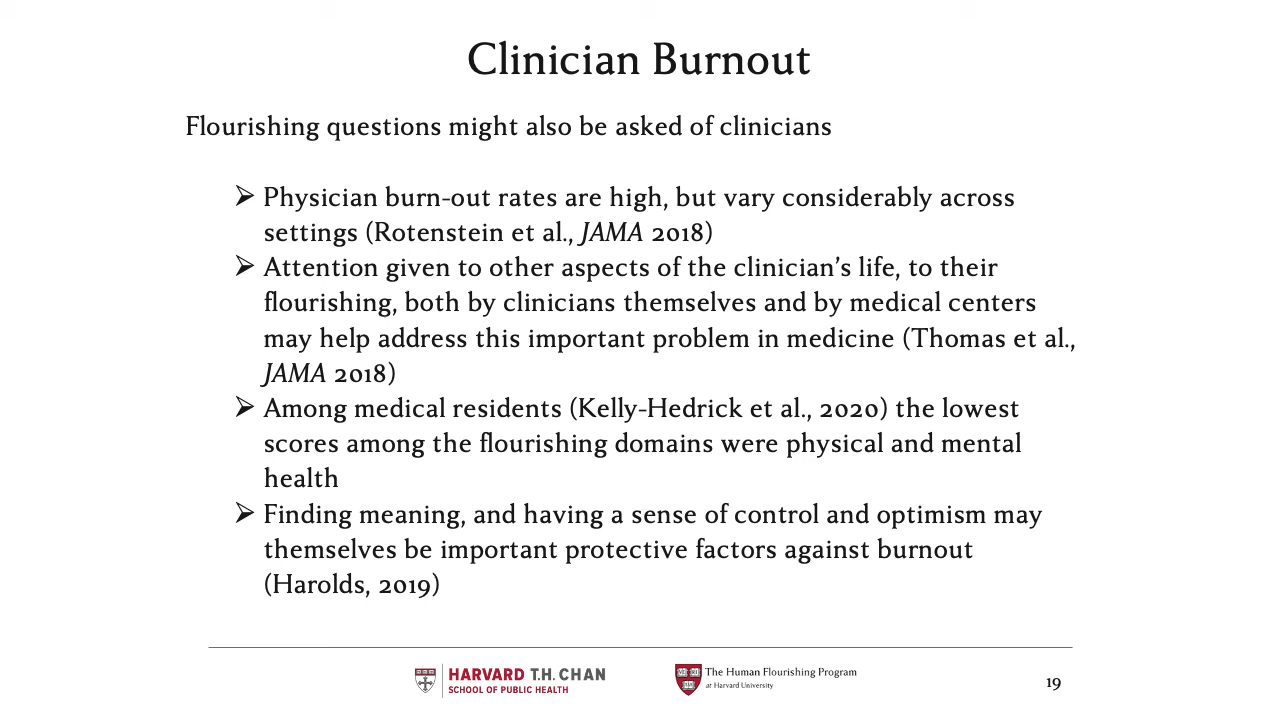 Clinician Burnout
Flourishing questions might also be asked of clinicians
➢ Physician burn-out rates are high, but vary considerably across
settings (Rotenstein et al., JAMA 2018)
➢ Attention given to other aspects of the clinician’s life, to their
flourishing, both by clinicians themselves and by medical centers
may help address this important problem in medicine (Thomas et al.,
JAMA 2018)
➢ Among medical residents (Kelly-Hedrick et al., 2020) the lowest
scores among the flourishing domains were physical and mental
health
➢ Finding meaning, and having a sense of control and optimism may
themselves be important protective factors against burnout
(Harolds, 2019)
HARVARD T.H. CHAN
SCHOOL OF PUBLIC HEALTH
The Human Flourishing Program
at Harvard University
19